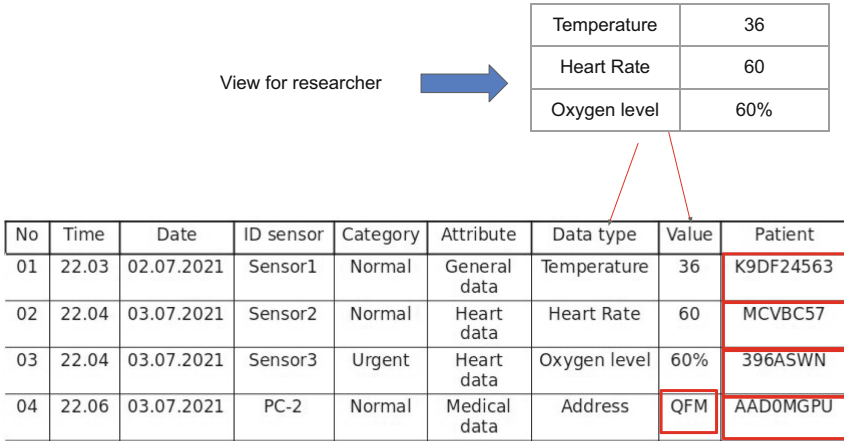 Temperature 36
View for researcher Heart Rate 60
Oxygen level 60%
No Time Date ID sensor Category Attribute Data type Value Patient
01 22.03 02.07.2021 Sensor1 Normal General data Temperature 36 K9DF24563
02 22.04 03.07.2021 Sensor2 Normal Heart data Heart Rate 60 MCVBC57
03 22.04 03.07.2021 Sensor3 Urgent Heart data Oxygen level 60% 396ASWN
04 22.06 03.07.2021 PC-2 Normal Medical data Address QFM AAD0MGPU